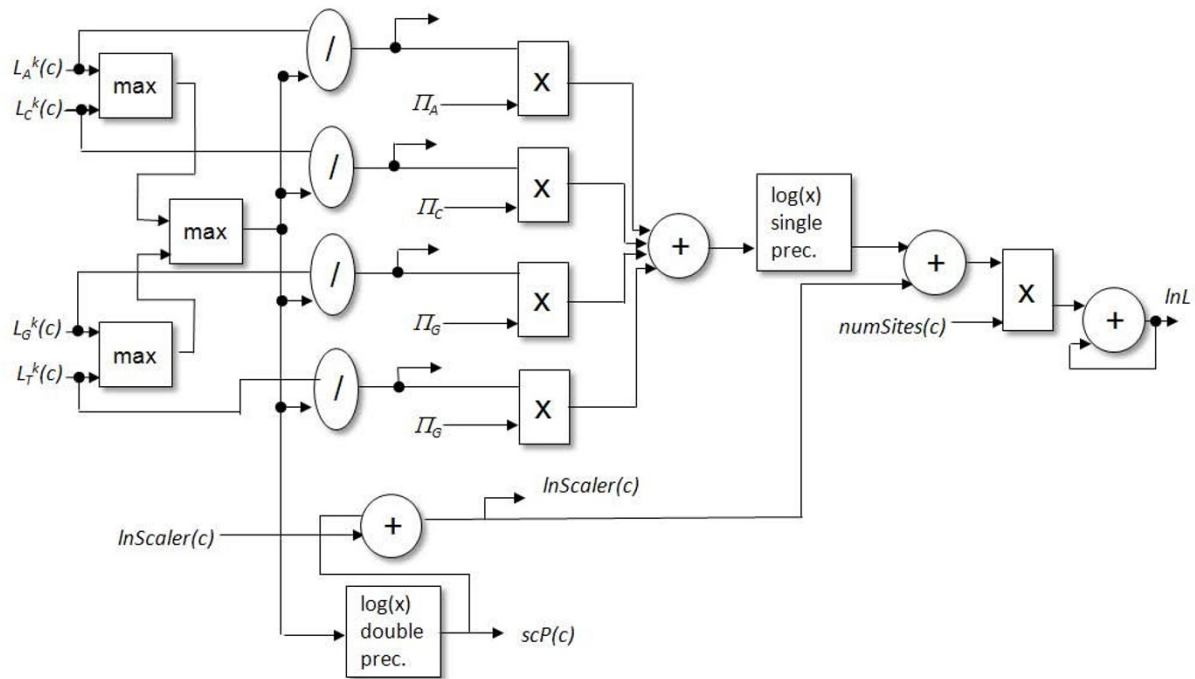 L_A^k(c)
L_C^k(c)
max
/
X
Π_A
/
X
Π_C
max
/
X
Π_G
L_G^k(c)
L_T^k(c)
max
/
X
Π_G
+
log(x)
single
prec.
+
numSites(c)
X
+
lnL
lnScaler(c)
+
lnScaler(c)
log(x)
double
prec.
scP(c)